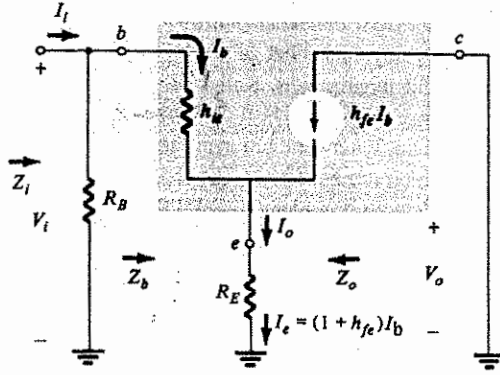 I_i
b
I_b
c
+
h_ie
h_fe I_b
Z_i
V_i
R_B
I_o
e
+
Z_b
Z_o
V_o
R_E
I_e = (1 + h_fe)I_b
−
−